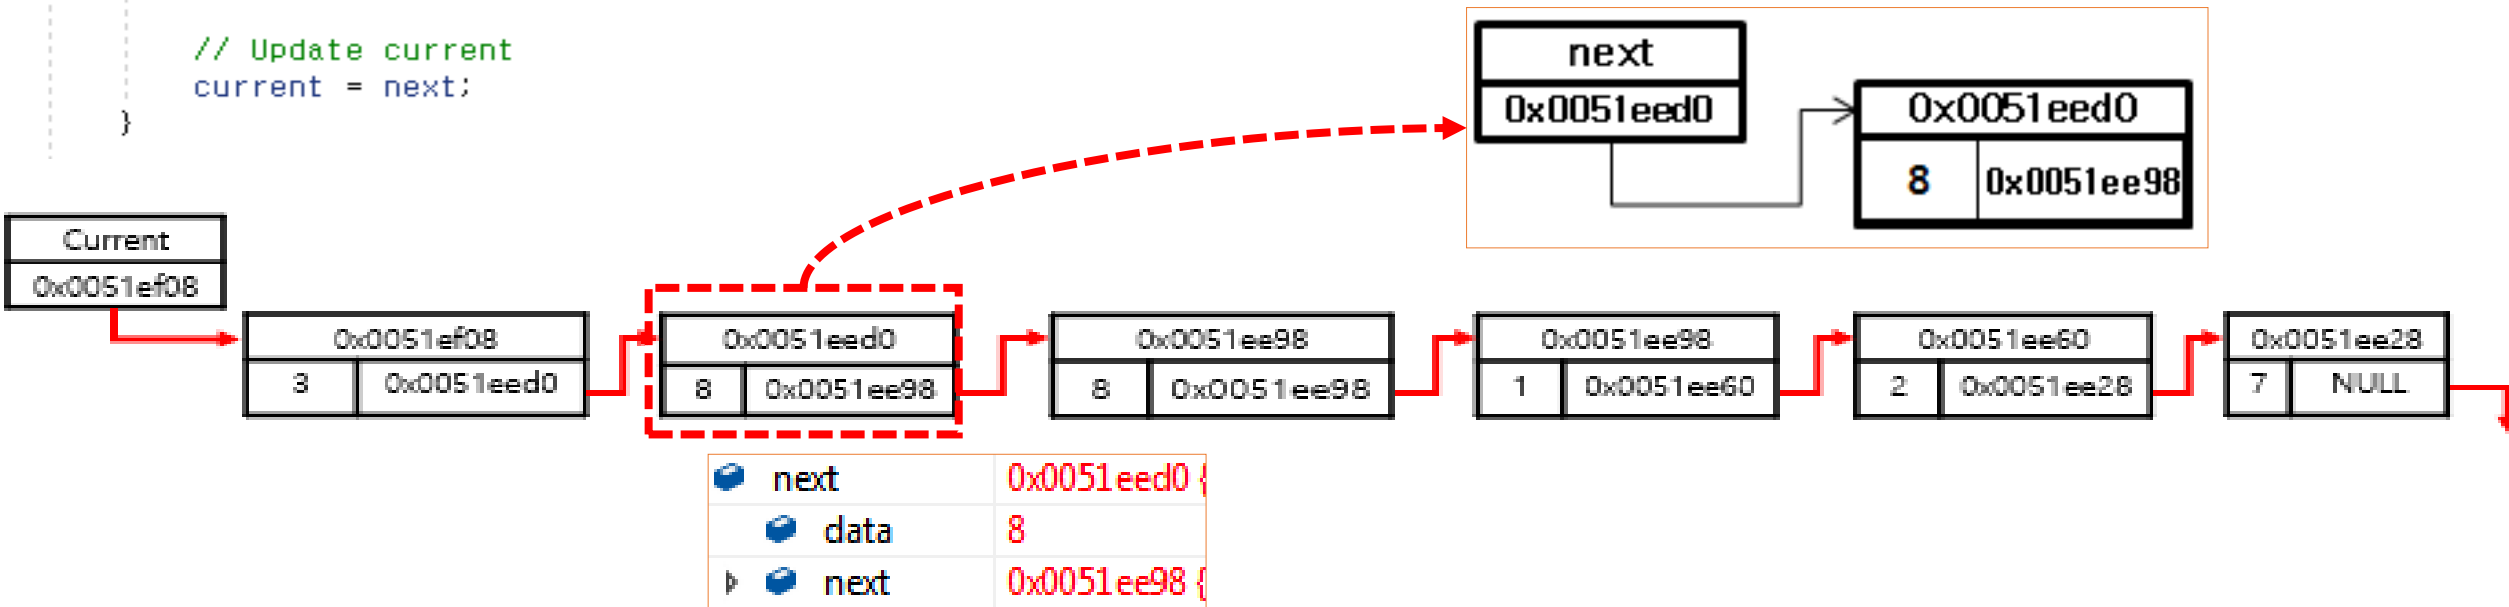 // Update current
current = next;
}
next
0x0051eed0
0x0051eed0
8 0x0051ee98
Current
0x0051ef08
0x0051ef08
3 0x0051eed0
0x0051eed0
8 0x0051ee98
0x0051ee98
8 0x0051ee98
0x0051ee98
1 0x0051ee60
0x0051ee60
2 0x0051ee28
0x0051ee28
7 NULL
next 0x0051eed0 {
data 8
next 0x0051ee98 {